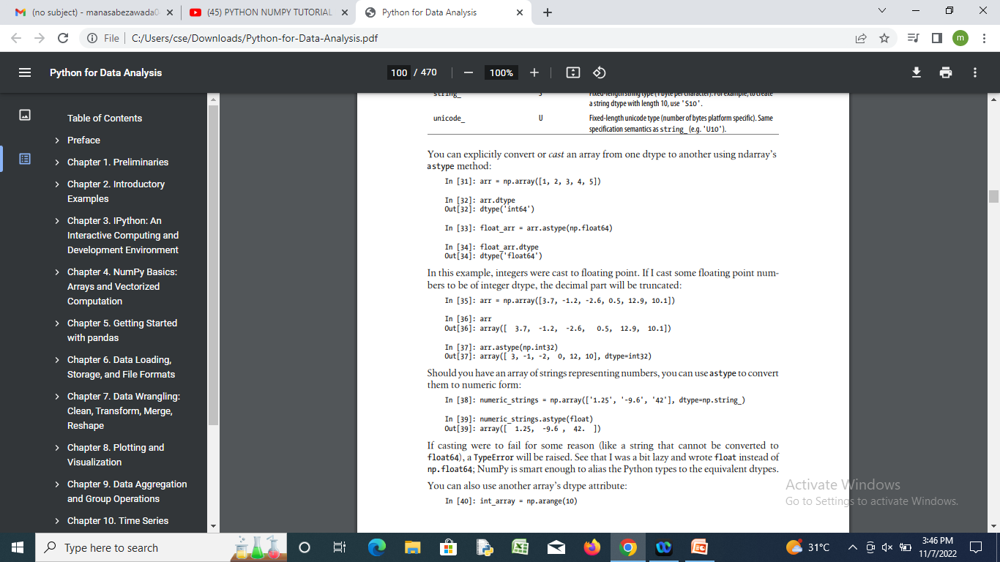 (no subject) - manasabezawada0
(45) PYTHON NUMPY TUTORIAL
Python for Data Analysis
File
C:/Users/cse/Downloads/Python-for-Data-Analysis.pdf
m
Python for Data Analysis
100 / 470
100%
Table of Contents
Preface
Chapter 1. Preliminaries
Chapter 2. Introductory
Examples
Chapter 3. IPython: An
Interactive Computing and
Development Environment
Chapter 4. NumPy Basics:
Arrays and Vectorized
Computation
Chapter 5. Getting Started
with pandas
Chapter 6. Data Loading,
Storage, and File Formats
Chapter 7. Data Wrangling:
Clean, Transform, Merge,
Reshape
Chapter 8. Plotting and
Visualization
Chapter 9. Data Aggregation
and Group Operations
Chapter 10. Time Series
string_ Fixed-length string type (1 byte per character). For example, to create
a string dtype with length 10, use 'S10'.
unicode_ U Fixed-length unicode type (number of bytes platform specific). Same
specification semantics as string_ (e.g. 'U10').
You can explicitly convert or cast an array from one dtype to another using ndarray's
astype method:
In [31]: arr = np.array([1, 2, 3, 4, 5])
In [32]: arr.dtype
Out[32]: dtype('int64')
In [33]: float_arr = arr.astype(np.float64)
In [34]: float_arr.dtype
Out[34]: dtype('float64')
In this example, integers were cast to floating point. If I cast some floating point num-
bers to be of integer dtype, the decimal part will be truncated:
In [35]: arr = np.array([3.7, -1.2, -2.6, 0.5, 12.9, 10.1])
In [36]: arr
Out[36]: array([ 3.7, -1.2, -2.6, 0.5, 12.9, 10.1])
In [37]: arr.astype(np.int32)
Out[37]: array([ 3, -1, -2, 0, 12, 10], dtype=int32)
Should you have an array of strings representing numbers, you can use astype to convert
them to numeric form:
In [38]: numeric_strings = np.array(['1.25', '-9.6', '42'], dtype=np.string_)
In [39]: numeric_strings.astype(float)
Out[39]: array([ 1.25, -9.6 , 42. ])
If casting were to fail for some reason (like a string that cannot be converted to
float64), a TypeError will be raised. See that I was a bit lazy and wrote float instead of
np.float64; NumPy is smart enough to alias the Python types to the equivalent dtypes.
You can also use another array's dtype attribute:
In [40]: int_array = np.arange(10)
Activate Windows
Go to Settings to activate Windows.
Type here to search
31°C
3:46 PM
11/7/2022